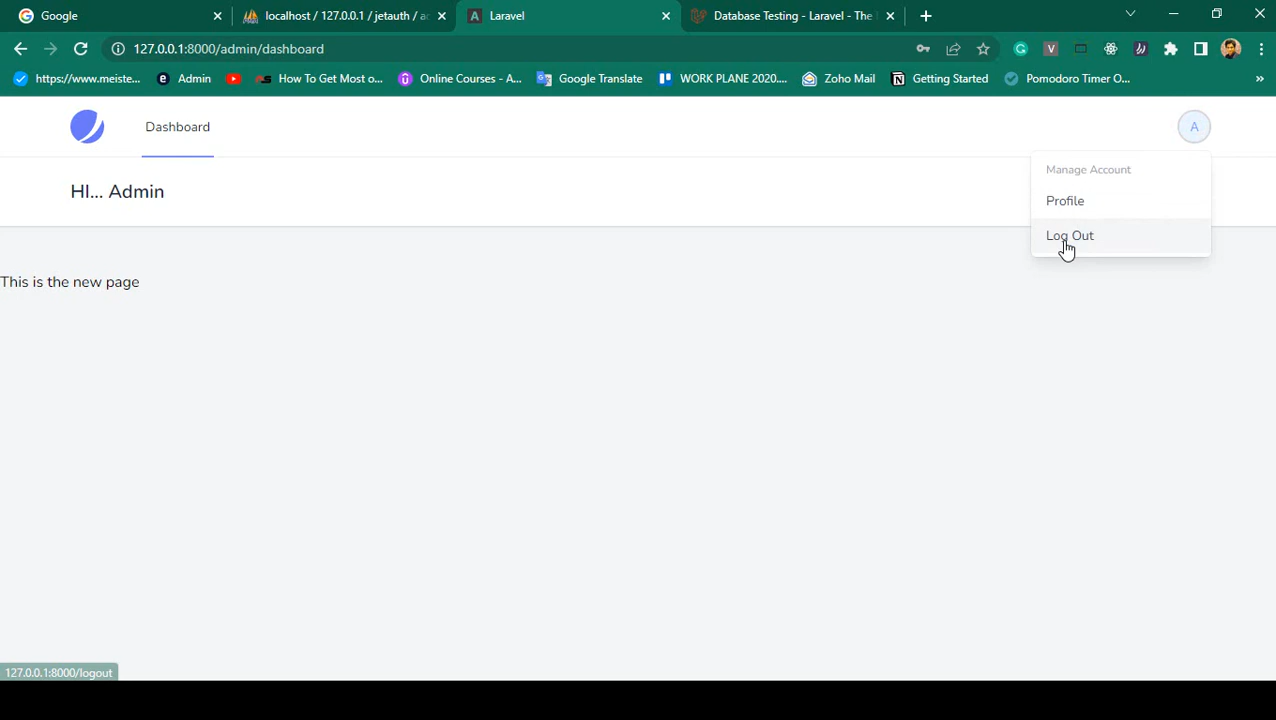 Google
localhost / 127.0.0.1 / jetauth / ac
Laravel
Database Testing - Laravel - The
127.0.0.1:8000/admin/dashboard
https://www.meiste...
Admin
How To Get Most o...
Online Courses - A...
Google Translate
WORK PLANE 2020....
Zoho Mail
Getting Started
Pomodoro Timer O...
»
Dashboard
A
Manage Account
HI... Admin
Profile
Log Out
This is the new page
127.0.0.1:8000/logout